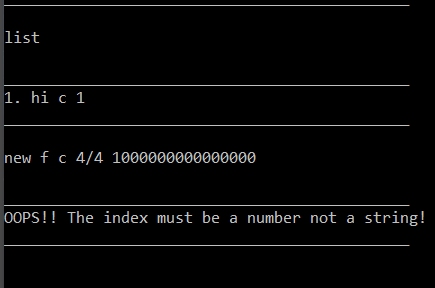 list
1. hi c 1
new f c 4/4 1000000000000000
OOPS!! The index must be a number not a string!